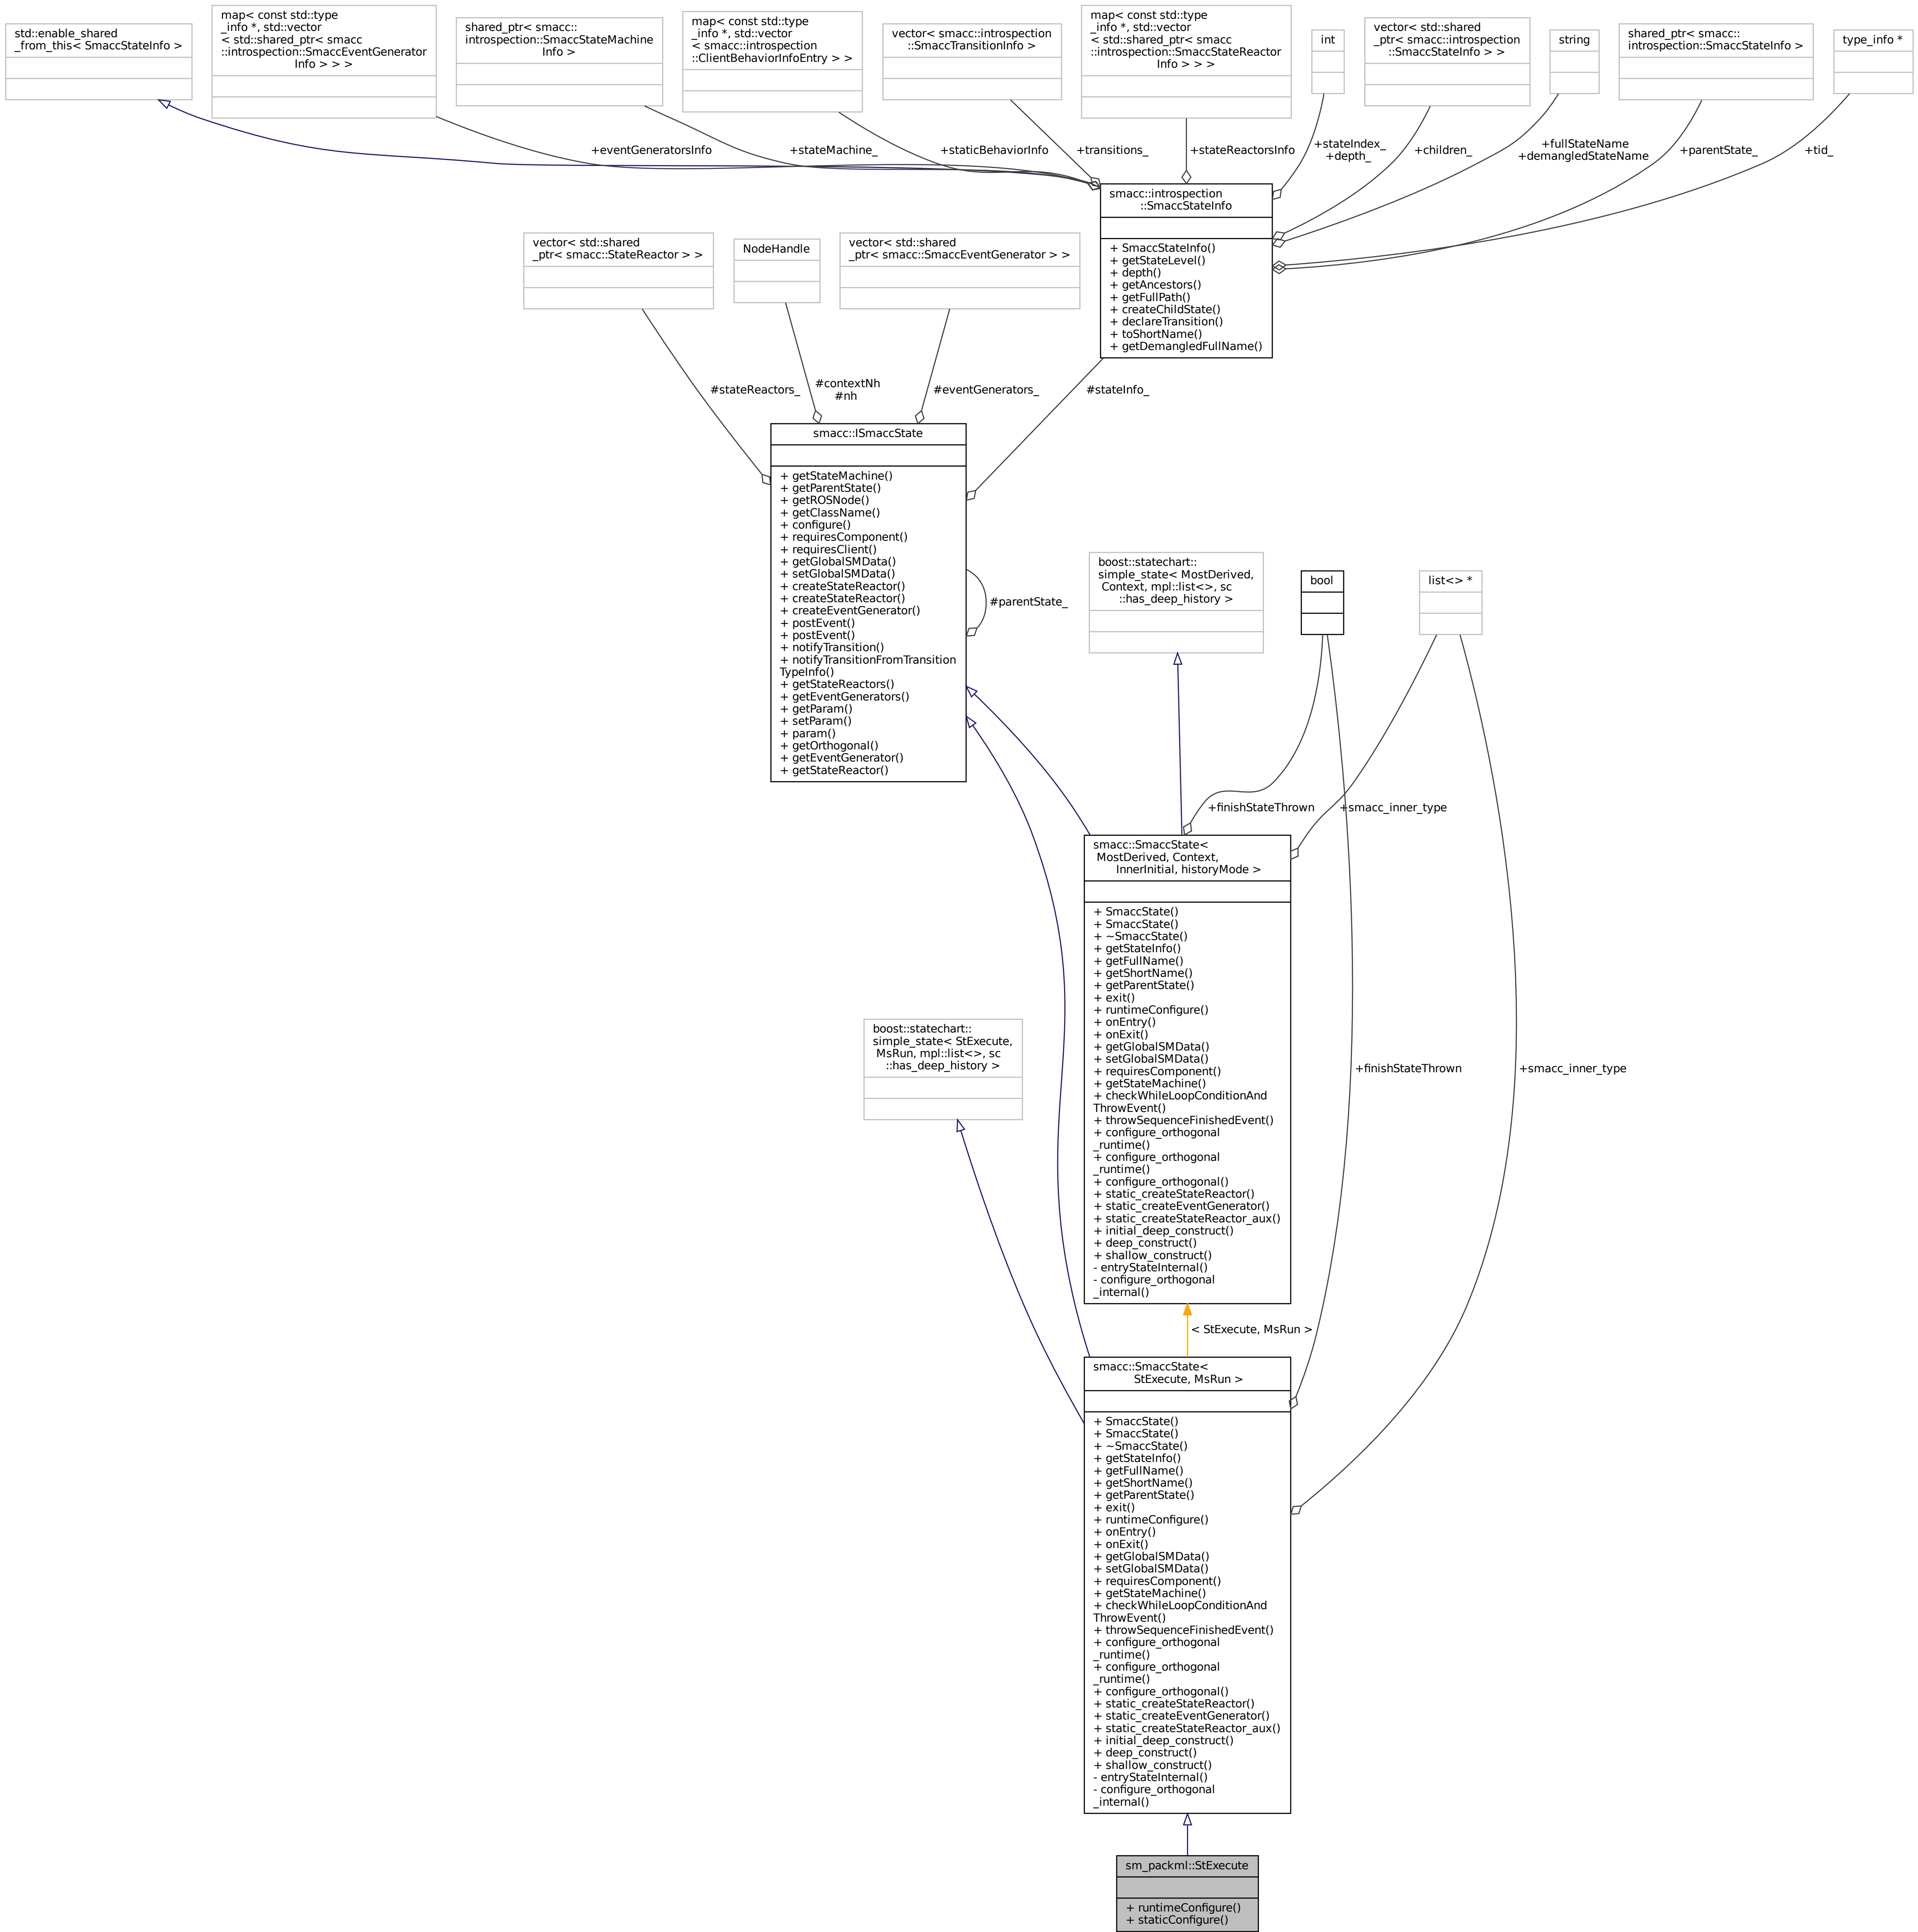 std::enable_shared
_from_this< SmaccStateInfo >
map< const std::type
_info *, std::vector
< std::shared_ptr< smacc
::introspection::SmaccEventGenerator
Info > > >
shared_ptr< smacc::
introspection::SmaccStateMachine
Info >
map< const std::type
_info *, std::vector
< smacc::introspection
::ClientBehaviorInfoEntry > >
vector< smacc::introspection
::SmaccTransitionInfo >
map< const std::type
_info *, std::vector
< std::shared_ptr< smacc
::introspection::SmaccStateReactor
Info > > >
int
vector< std::shared
_ptr< smacc::introspection
::SmaccStateInfo > >
string
shared_ptr< smacc::
introspection::SmaccStateInfo >
type_info *
+eventGeneratorsInfo
+stateMachine_
+staticBehaviorInfo
+transitions_
+stateReactorsInfo
+stateIndex_
+depth_
+children_
+fullStateName
+demangledStateName
+parentState_
+tid_
smacc::introspection
::SmaccStateInfo
+ SmaccStateInfo()
+ getStateLevel()
+ depth()
+ getAncestors()
+ getFullPath()
+ createChildState()
+ declareTransition()
+ toShortName()
+ getDemangledFullName()
vector< std::shared
_ptr< smacc::StateReactor > >
NodeHandle
vector< std::shared
_ptr< smacc::SmaccEventGenerator > >
#stateReactors_
#contextNh
#nh
#eventGenerators_
#stateInfo_
smacc::ISmaccState
+ getStateMachine()
+ getParentState()
+ getROSNode()
+ getClassName()
+ configure()
+ requiresComponent()
+ requiresClient()
+ getGlobalSMData()
+ setGlobalSMData()
+ createStateReactor()
+ createStateReactor()
+ createEventGenerator()
+ postEvent()
+ postEvent()
+ notifyTransition()
+ notifyTransitionFromTransition
TypeInfo()
+ getStateReactors()
+ getEventGenerators()
+ getParam()
+ setParam()
+ param()
+ getOrthogonal()
+ getEventGenerator()
+ getStateReactor()
#parentState_
boost::statechart::
simple_state< MostDerived,
Context, mpl::list<>, sc
::has_deep_history >
bool
list<> *
+finishStateThrown
+smacc_inner_type
smacc::SmaccState<
MostDerived, Context,
InnerInitial, historyMode >
+ SmaccState()
+ SmaccState()
+ ~SmaccState()
+ getStateInfo()
+ getFullName()
+ getShortName()
+ getParentState()
+ exit()
+ runtimeConfigure()
+ onEntry()
+ onExit()
+ getGlobalSMData()
+ setGlobalSMData()
+ requiresComponent()
+ getStateMachine()
+ checkWhileLoopConditionAnd
ThrowEvent()
+ throwSequenceFinishedEvent()
+ configure_orthogonal
_runtime()
+ configure_orthogonal
_runtime()
+ configure_orthogonal()
+ static_createStateReactor()
+ static_createEventGenerator()
+ static_createStateReactor_aux()
+ initial_deep_construct()
+ deep_construct()
+ shallow_construct()
- entryStateInternal()
- configure_orthogonal
_internal()
boost::statechart::
simple_state< StExecute,
MsRun, mpl::list<>, sc
::has_deep_history >
+finishStateThrown
+smacc_inner_type
< StExecute, MsRun >
smacc::SmaccState<
StExecute, MsRun >
+ SmaccState()
+ SmaccState()
+ ~SmaccState()
+ getStateInfo()
+ getFullName()
+ getShortName()
+ getParentState()
+ exit()
+ runtimeConfigure()
+ onEntry()
+ onExit()
+ getGlobalSMData()
+ setGlobalSMData()
+ requiresComponent()
+ getStateMachine()
+ checkWhileLoopConditionAnd
ThrowEvent()
+ throwSequenceFinishedEvent()
+ configure_orthogonal
_runtime()
+ configure_orthogonal
_runtime()
+ configure_orthogonal()
+ static_createStateReactor()
+ static_createEventGenerator()
+ static_createStateReactor_aux()
+ initial_deep_construct()
+ deep_construct()
+ shallow_construct()
- entryStateInternal()
- configure_orthogonal
_internal()
sm_packml::StExecute
+ runtimeConfigure()
+ staticConfigure()